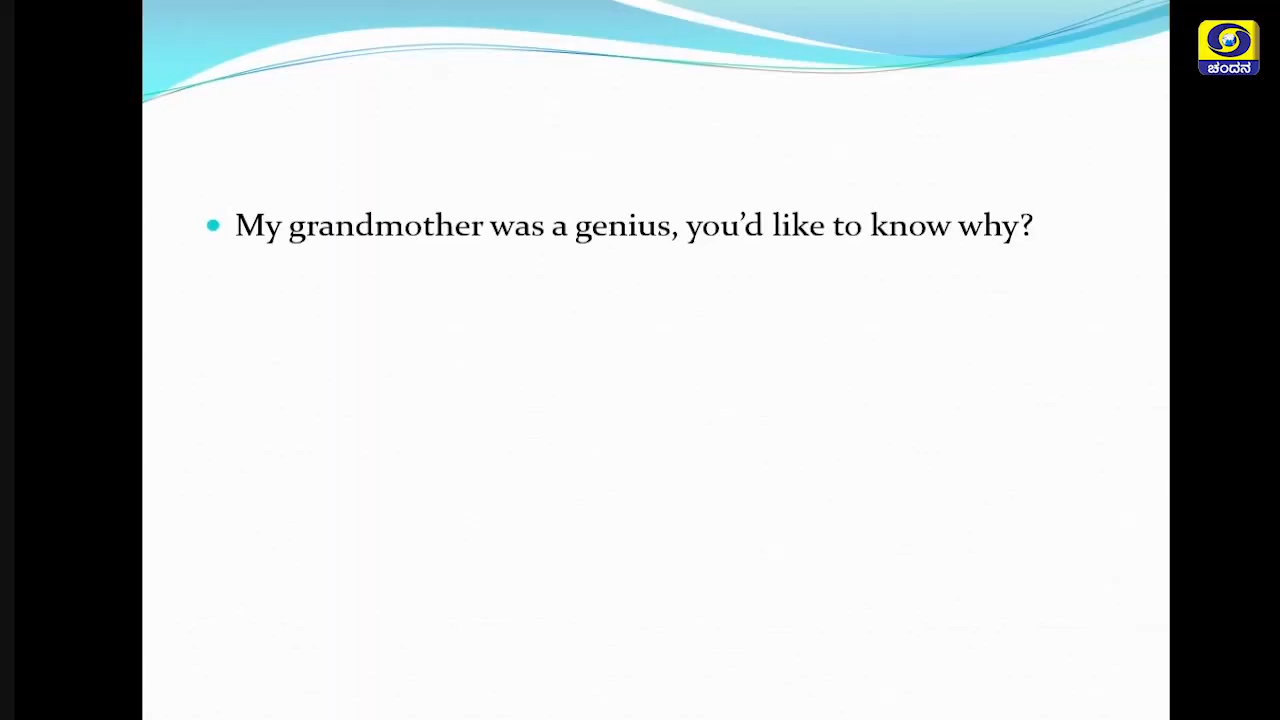 ಚಂದನ
My grandmother was a genius, you’d like to know why?